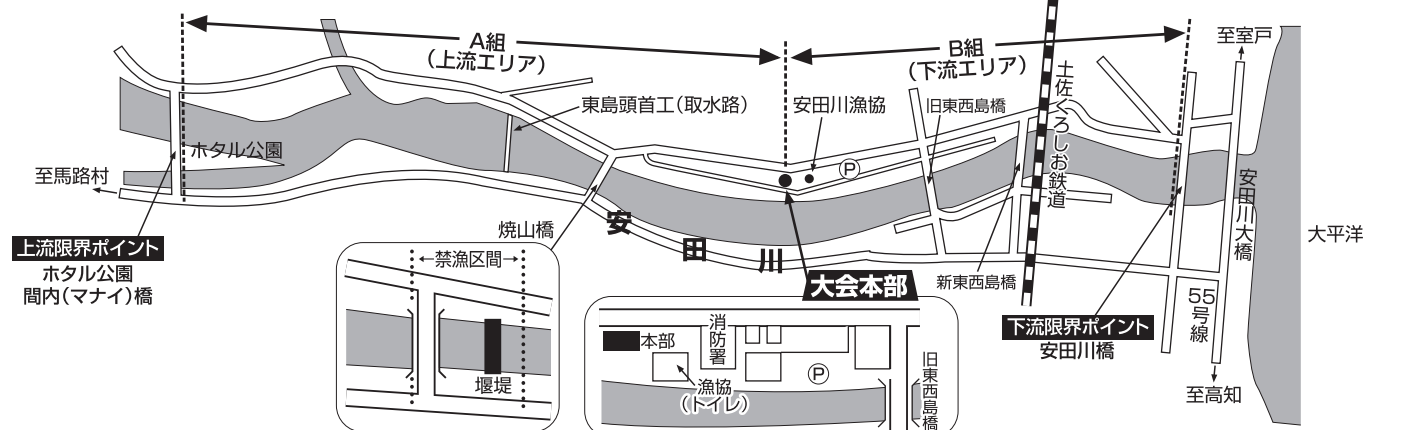 A組
(上流エリア)
B組
(下流エリア)
至室戸
土佐くろしお鉄道
東島頭首工(取水路)
安田川漁協
旧東西島橋
ホタル公園
P
至馬路村
安田川大橋
上流限界ポイント
ホタル公園
間内(マナイ)橋
焼山橋
安田川
大平洋
大会本部
新東西島橋
下流限界ポイント
安田川橋
55号線
至高知
←禁漁区間→
堰堤
本部
消防署
漁協
(トイレ)
P
旧東西島橋